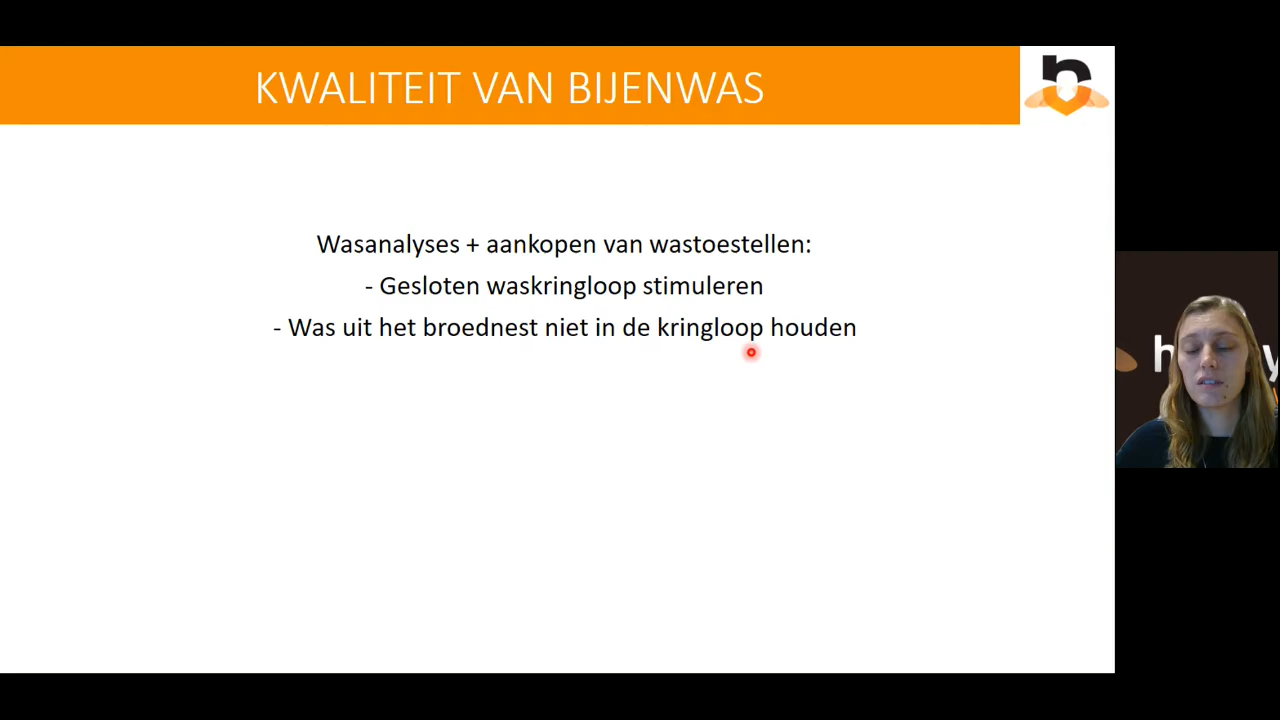 KWALITEIT VAN BIJENWAS
Wasanalyses + aankopen van wastoestellen:
- Gesloten waskringloop stimuleren
- Was uit het broednest niet in de kringloop houden